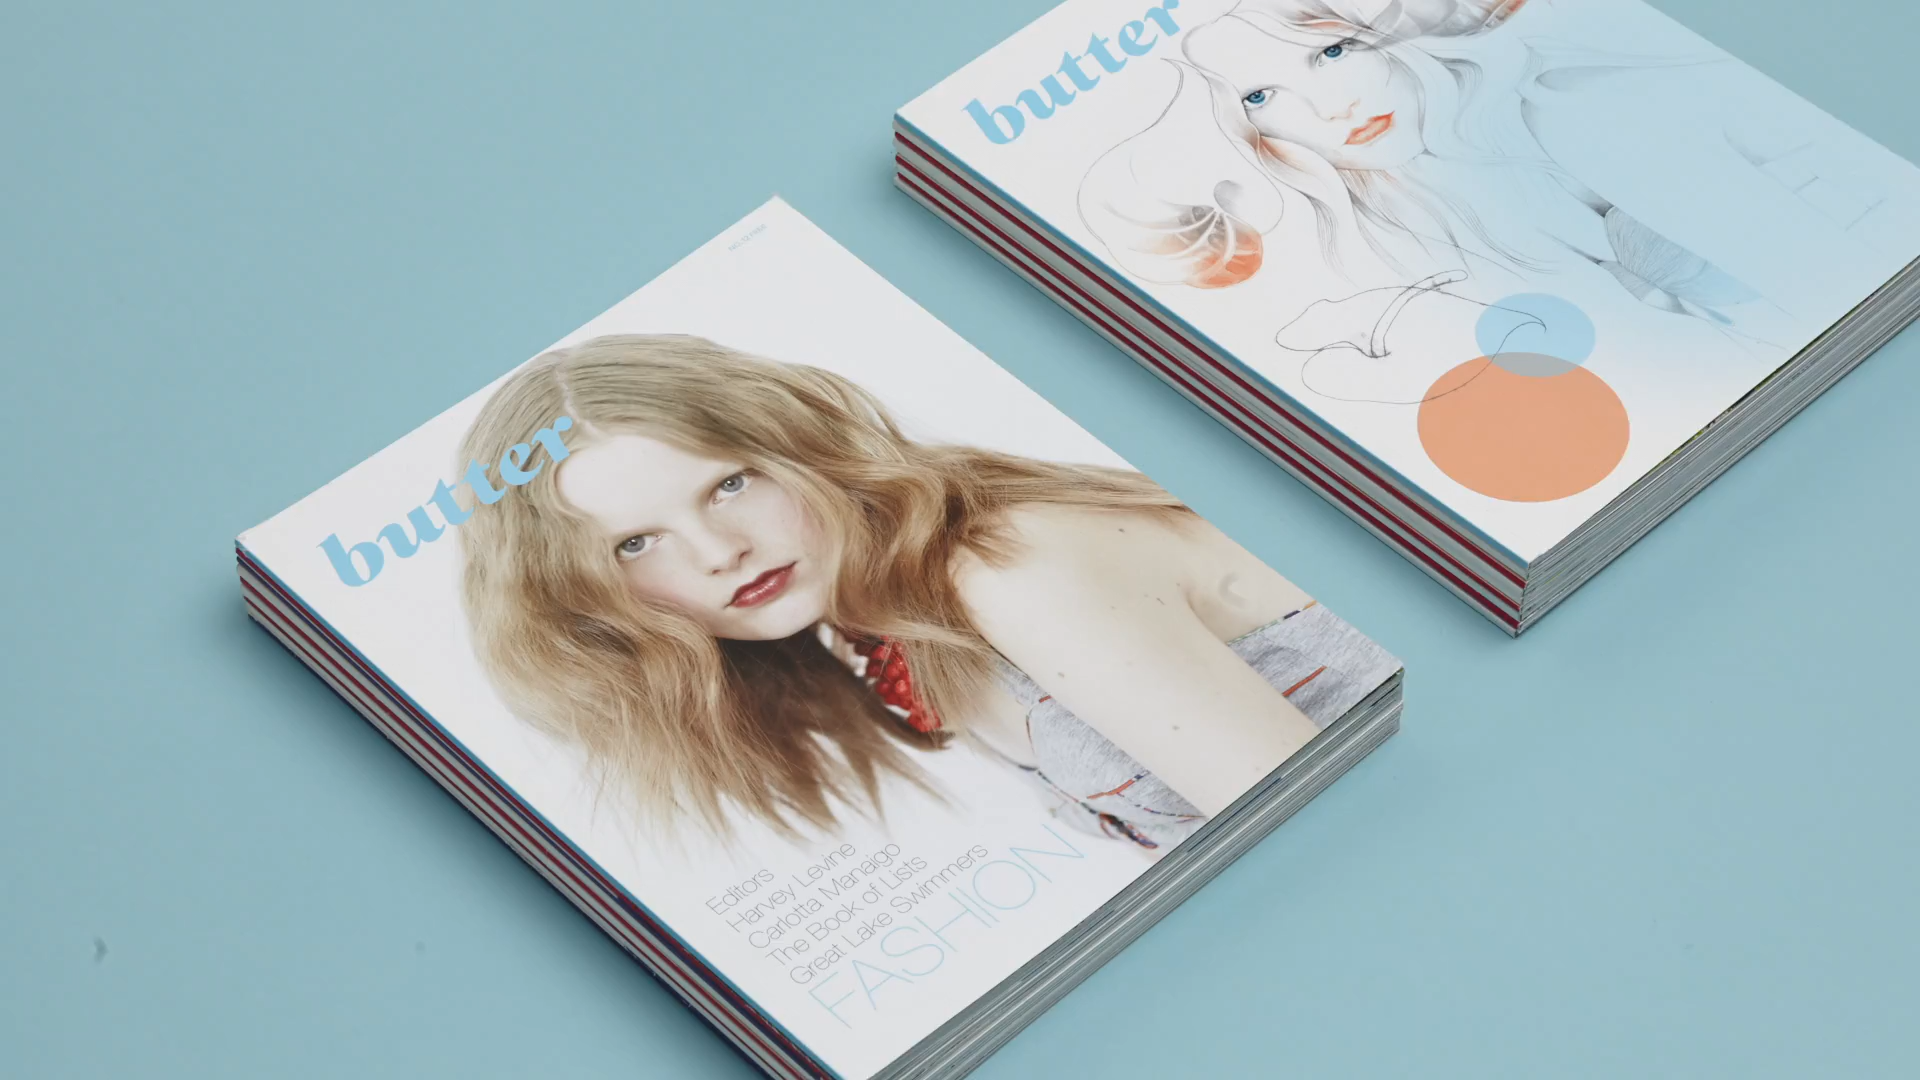 butter
butter
Editors
Harvey Levine
Carlotta Manaigo
The Book of Lists
Great Lake Swimmers
FASHION